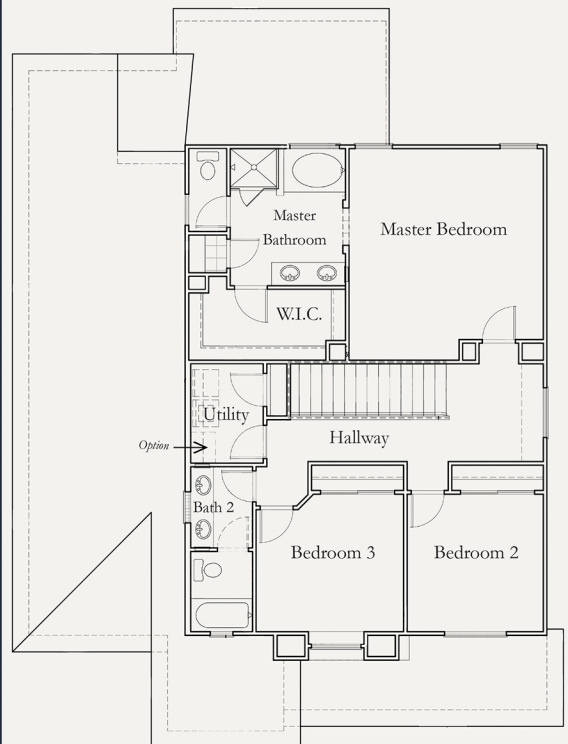 Master
Bathroom
Master Bedroom
W.I.C.
Utility
Hallway
Option
Bath 2
Bedroom 3
Bedroom 2